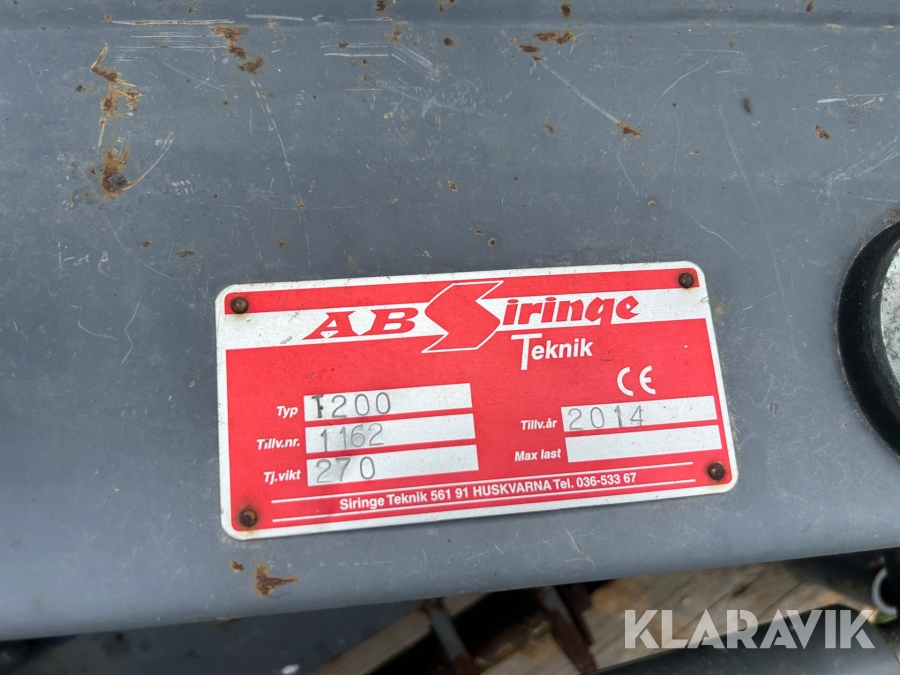 AB Siringe
Teknik
CE
Typ 1200
Tillv.nr. 1162
Tj.vikt 270
Tillv.år 2014
Max last
Siringe Teknik 561 91 HUSKVARNA Tel. 036-533 67
KLARAVIK